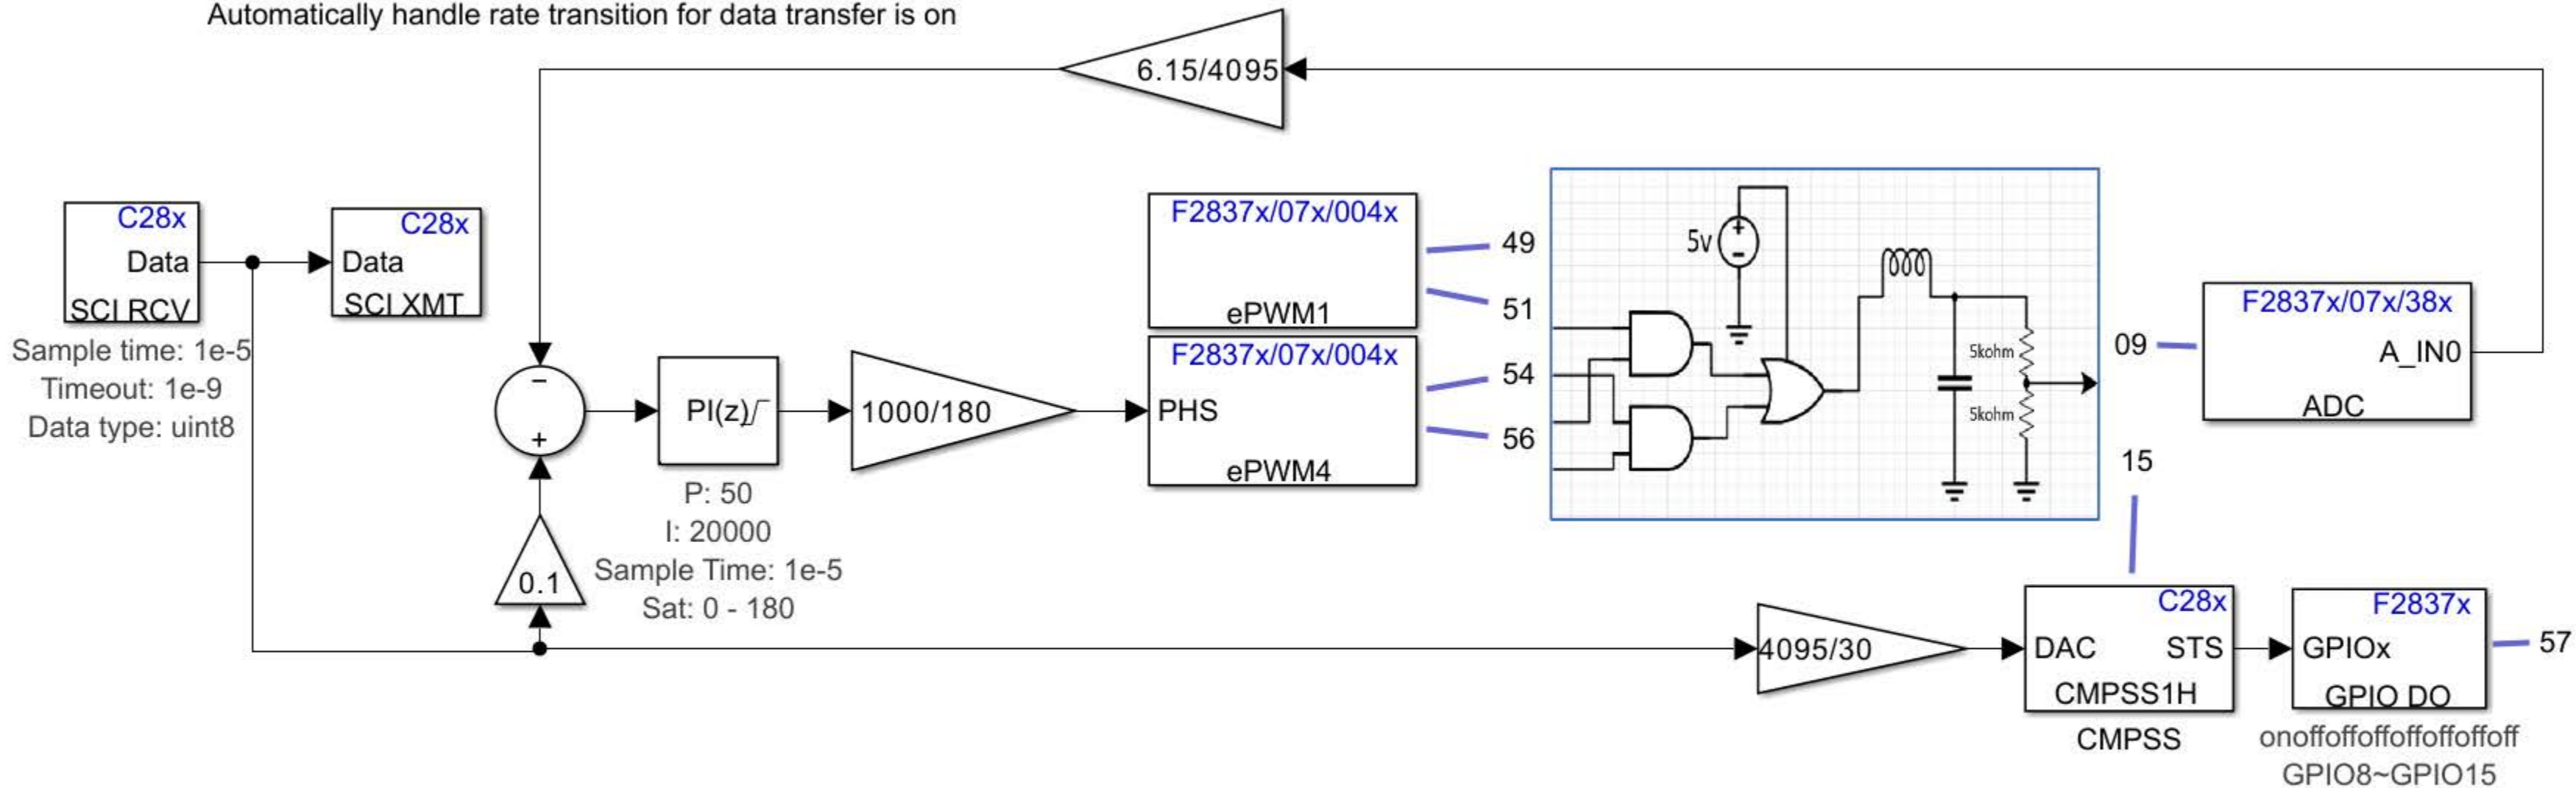 Automatically handle rate transition for data transfer is on
6.15/4095
C28x
Data
SCI RCV
Sample time: 1e-5
Timeout: 1e-9
Data type: uint8
C28x
Data
SCI XMT
−
+
0.1
PI(z)
P: 50
I: 20000
Sample Time: 1e-5
Sat: 0 - 180
1000/180
F2837x/07x/004x
ePWM1
F2837x/07x/004x
PHS
ePWM4
49
51
54
56
5v
+
−
5kohm
5kohm
09
15
F2837x/07x/38x
A_IN0
ADC
4095/30
C28x
DAC STS
CMPSS1H
CMPSS
F2837x
GPIOx
GPIO DO
57
onoffoffoffoffoffoffoff
GPIO8~GPIO15